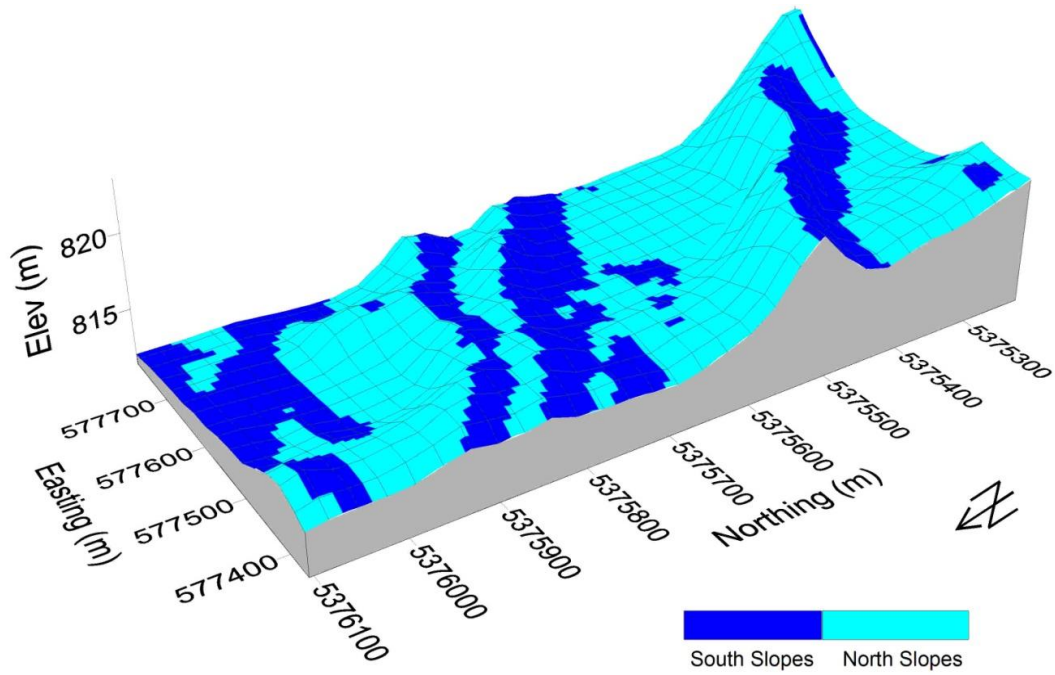 820
815
Elev (m)
577700
577600
577500
577400
Easting (m)
5375300
5375400
5375500
5375600
5375700
5375800
5375900
5376000
5376100
Northing (m)
N
South Slopes
North Slopes